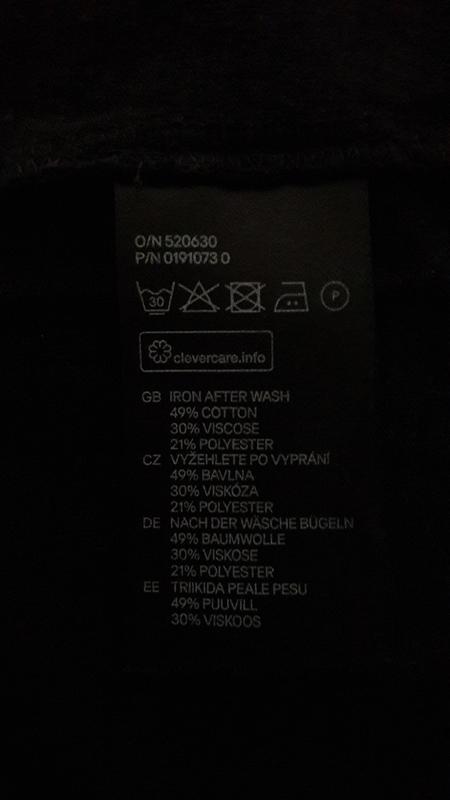 O/N 520630
P/N 0191073 0
30 P
clevercare.info
GB IRON AFTER WASH
49% COTTON
30% VISCOSE
21% POLYESTER
CZ VYŽEHLETE PO VYPRÁNÍ
49% BAVLNA
30% VISKÓZA
21% POLYESTER
DE NACH DER WÄSCHE BÜGELN
49% BAUMWOLLE
30% VISKOSE
21% POLYESTER
EE TRIIKIDA PEALE PESU
49% PUUVILL
30% VISKOOS